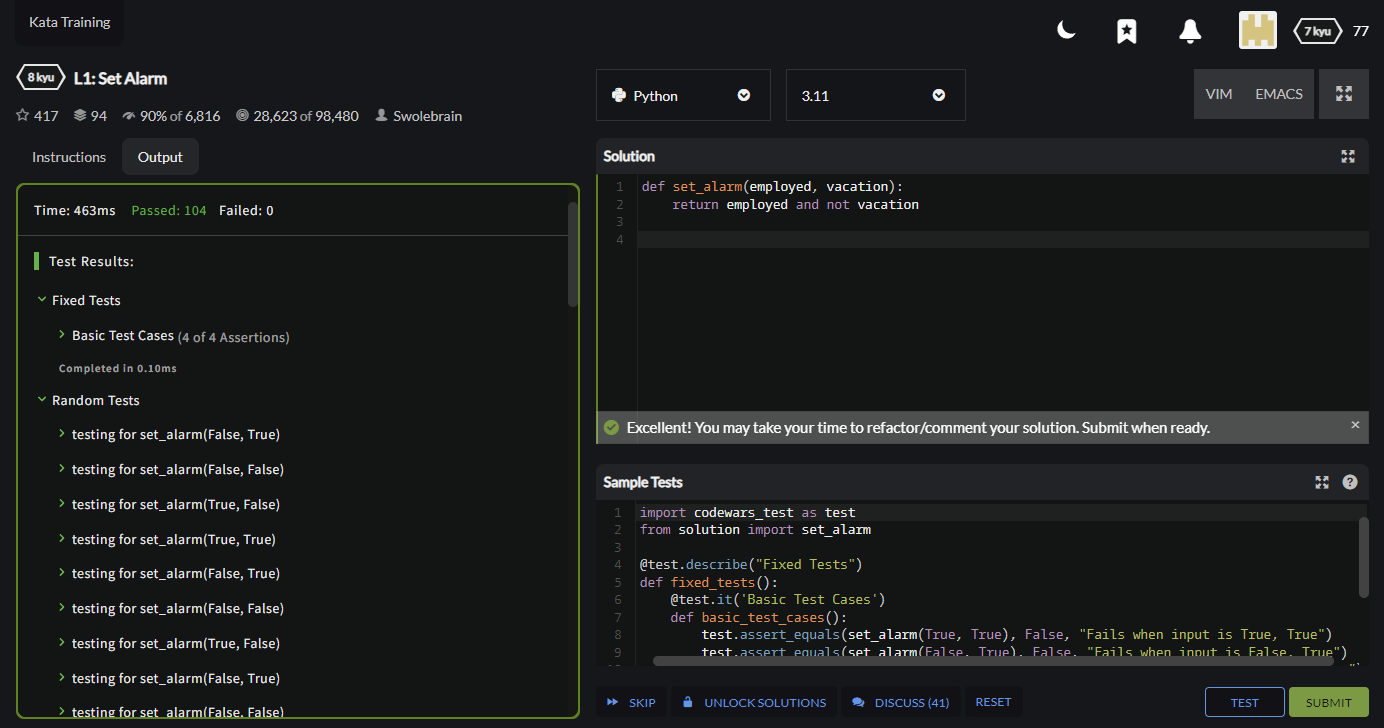 Kata Training
7 kyu 77
8 kyu L1: Set Alarm
417 94 90% of 6,816 28,623 of 98,480 Swolebrain
Instructions Output
Time: 463ms Passed: 104 Failed: 0
Test Results:
Fixed Tests
Basic Test Cases (4 of 4 Assertions)
Completed in 0.10ms
Random Tests
testing for set_alarm(False, True)
testing for set_alarm(False, False)
testing for set_alarm(True, False)
testing for set_alarm(True, True)
testing for set_alarm(False, True)
testing for set_alarm(False, False)
testing for set_alarm(True, False)
testing for set_alarm(False, True)
testing for set_alarm(False, False)
Python 3.11 VIM EMACS
Solution
1 def set_alarm(employed, vacation):
2 return employed and not vacation
3
4
Excellent! You may take your time to refactor/comment your solution. Submit when ready.
Sample Tests
1 import codewars_test as test
2 from solution import set_alarm
3
4 @test.describe("Fixed Tests")
5 def fixed_tests():
6 @test.it('Basic Test Cases')
7 def basic_test_cases():
8 test.assert_equals(set_alarm(True, True), False, "Fails when input is True, True")
9 test.assert_equals(set_alarm(False, True), False, "Fails when input is False, True")
SKIP UNLOCK SOLUTIONS DISCUSS (41) RESET TEST SUBMIT